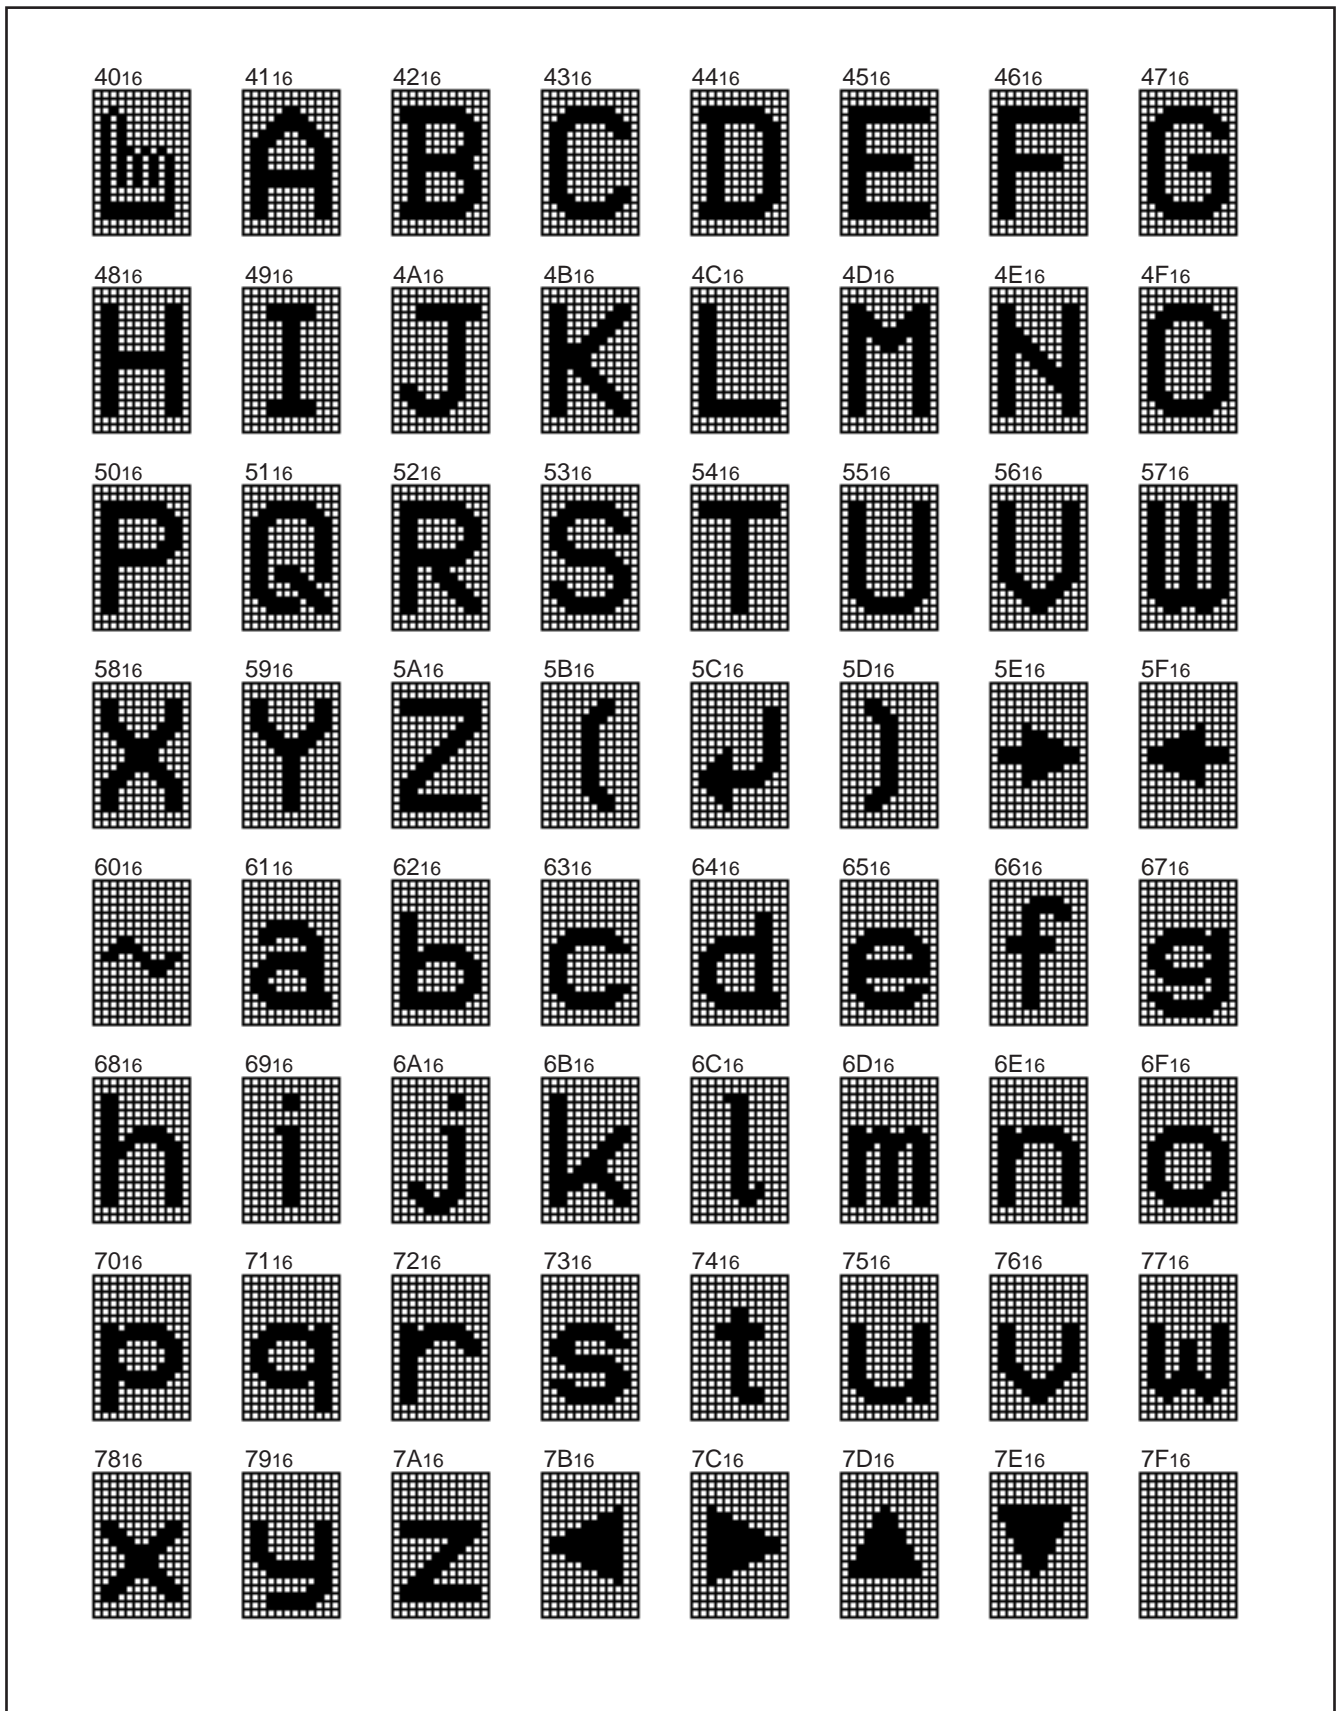 40₁₆ 41₁₆ 42₁₆ 43₁₆ 44₁₆ 45₁₆ 46₁₆ 47₁₆
A B C D E F G
48₁₆ 49₁₆ 4A₁₆ 4B₁₆ 4C₁₆ 4D₁₆ 4E₁₆ 4F₁₆
H I J K L M N O
50₁₆ 51₁₆ 52₁₆ 53₁₆ 54₁₆ 55₁₆ 56₁₆ 57₁₆
P Q R S T U V W
58₁₆ 59₁₆ 5A₁₆ 5B₁₆ 5C₁₆ 5D₁₆ 5E₁₆ 5F₁₆
X Y Z ( ↲ ) → ←
60₁₆ 61₁₆ 62₁₆ 63₁₆ 64₁₆ 65₁₆ 66₁₆ 67₁₆
~ a b c d e f g
68₁₆ 69₁₆ 6A₁₆ 6B₁₆ 6C₁₆ 6D₁₆ 6E₁₆ 6F₁₆
h i j k l m n o
70₁₆ 71₁₆ 72₁₆ 73₁₆ 74₁₆ 75₁₆ 76₁₆ 77₁₆
p q r s t u v w
78₁₆ 79₁₆ 7A₁₆ 7B₁₆ 7C₁₆ 7D₁₆ 7E₁₆ 7F₁₆
x y z ◀ ▶ ▲ ▼